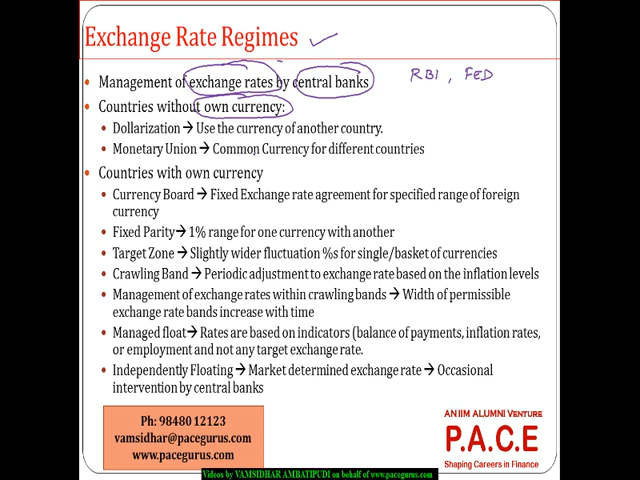 Exchange Rate Regimes
Management of exchange rates by central banks
RBI, FED
Countries without own currency:
Dollarization → Use the currency of another country.
Monetary Union → Common Currency for different countries
Countries with own currency
Currency Board → Fixed Exchange rate agreement for specified range of foreign
currency
Fixed Parity → 1% range for one currency with another
Target Zone → Slightly wider fluctuation %s for single/basket of currencies
Crawling Band → Periodic adjustment to exchange rate based on the inflation levels
Management of exchange rates within crawling bands → Width of permissible
exchange rate bands increase with time
Managed float → Rates are based on indicators (balance of payments, inflation rates,
or employment and not any target exchange rate.
Independently Floating → Market determined exchange rate → Occasional
intervention by central banks
Ph: 98480 12123
vamsidhar@pacegurus.com
www.pacegurus.com
AN IIM ALUMNI VENTURE
P.A.C.E
Shaping Careers in Finance
Videos by VAMSIDHAR AMBATIPUDI on behalf of www.pacegurus.com